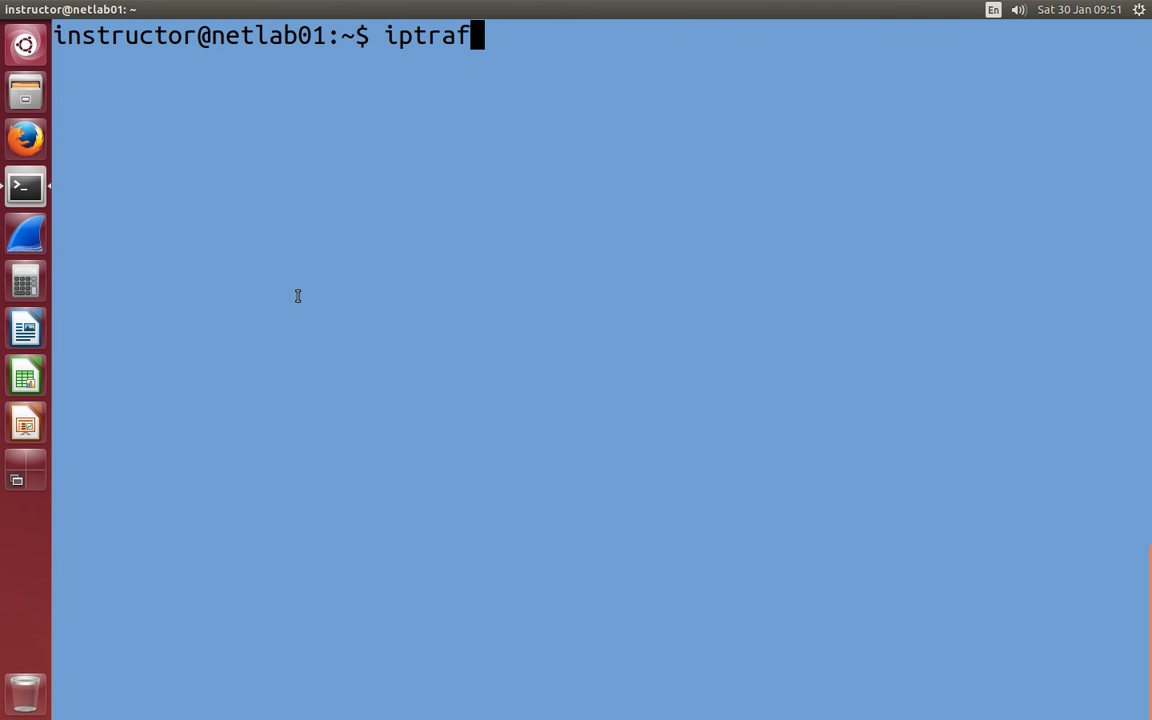 instructor@netlab01: ~
En
Sat 30 Jan 09:51
instructor@netlab01:~$ iptraf
>_